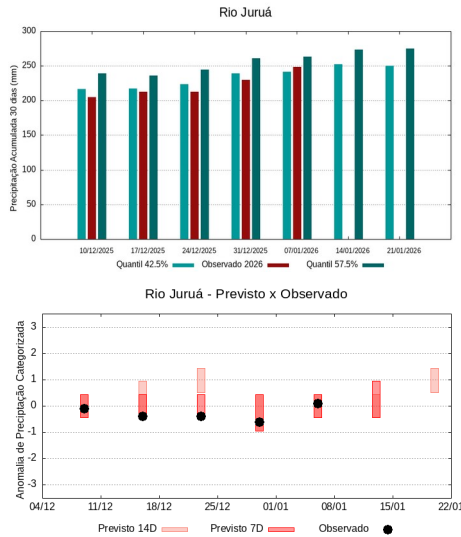 Rio Juruá
Precipitação Acumulada 30 dias (mm)
300
250
200
150
100
50
0
10/12/2025 17/12/2025 24/12/2025 31/12/2025 07/01/2026 14/01/2026 21/01/2026
Quantil 42.5% Observado 2026 Quantil 57.5%
Rio Juruá - Previsto x Observado
Anomalia de Precipitação Categorizada
3
2
1
0
-1
-2
-3
04/12 11/12 18/12 25/12 01/01 08/01 15/01 22/01
Previsto 14D Previsto 7D Observado